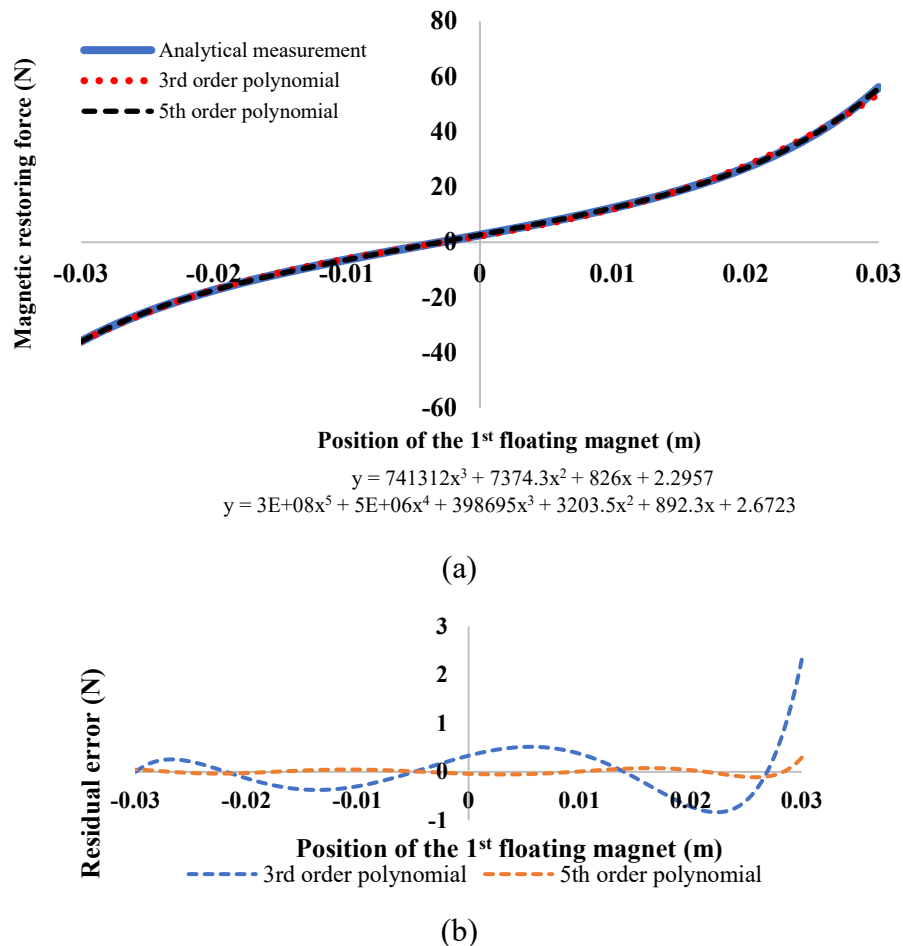 80
Analytical measurement
60
3rd order polynomial
5th order polynomial
40
20
0
-0.03 -0.02 -0.01 0 0.01 0.02 0.03
-20
-40
-60
Magnetic restoring force (N)
Position of the 1st floating magnet (m)
y = 741312x³ + 7374.3x² + 826x + 2.2957
y = 3E+08x⁵ + 5E+06x⁴ + 398695x³ + 3203.5x² + 892.3x + 2.6723
(a)
3
2
1
0
-0.03 -0.02 -0.01 0 0.01 0.02 0.03
-1
Residual error (N)
Position of the 1st floating magnet (m)
3rd order polynomial 5th order polynomial
(b)